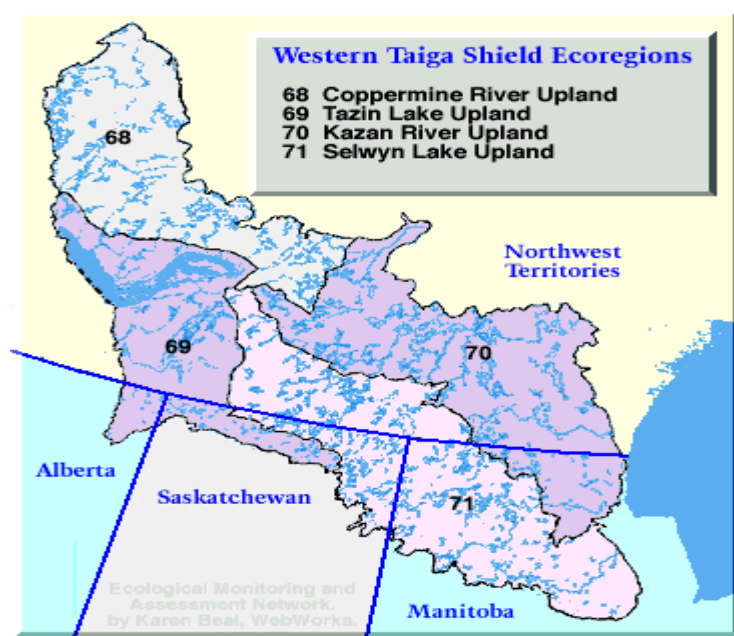 Western Taiga Shield Ecoregions
68 Coppermine River Upland
69 Tazin Lake Upland
70 Kazan River Upland
71 Selwyn Lake Upland
68
Northwest
Territories
69
70
Alberta
Saskatchewan
71
Ecological Monitoring and
Assessment Network.
by Karen Beal, WebWorks.
Manitoba